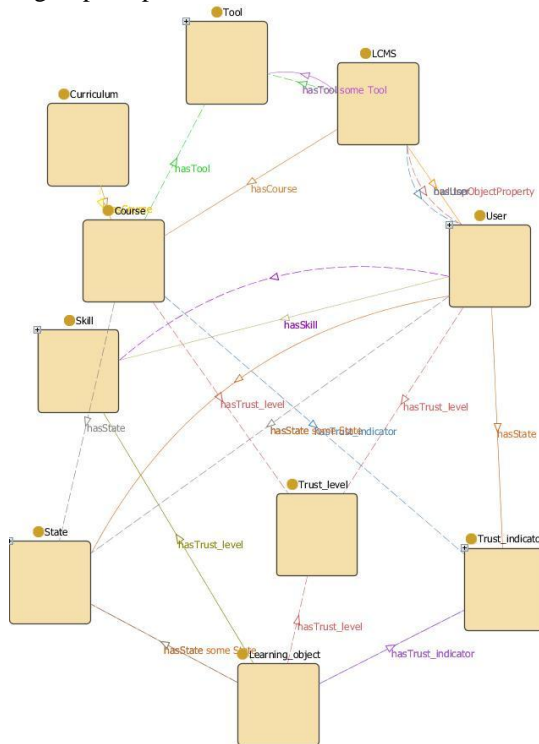 Tool
LCMS
hasTool some Tool
Curriculum
hasTool
hasCourse
Course
User
Skill
hasSkill
hasTrust_level
hasTrust_level
hasState
hasState
Trust_level
State
Trust_indicator
hasTrust_level
hasTrust_level
hasState some State
Learning_object
hasTrust_indicator